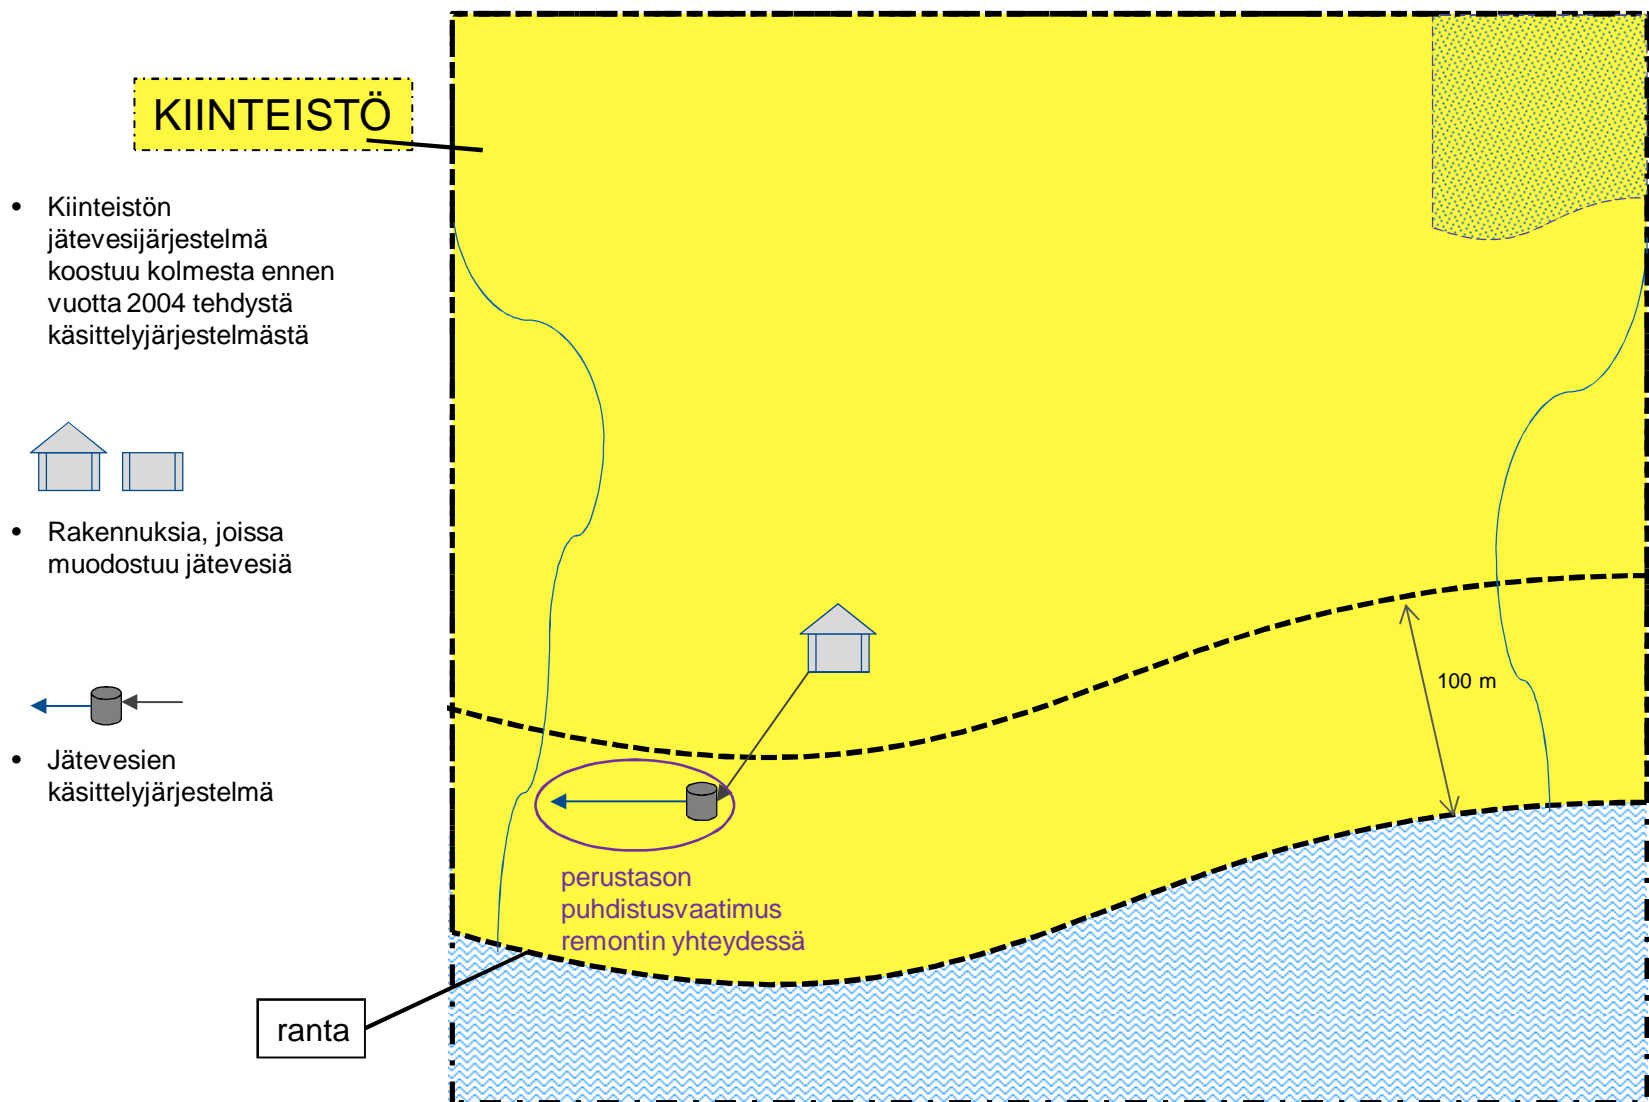 KIINTEISTÖ
• Kiinteistön
jätevesijärjestelmä
koostuu kolmesta ennen
vuotta 2004 tehdystä
käsittelyjärjestelmästä
• Rakennuksia, joissa
muodostuu jätevesiä
• Jätevesien
käsittelyjärjestelmä
100 m
perustason
puhdistusvaatimus
remontin yhteydessä
ranta